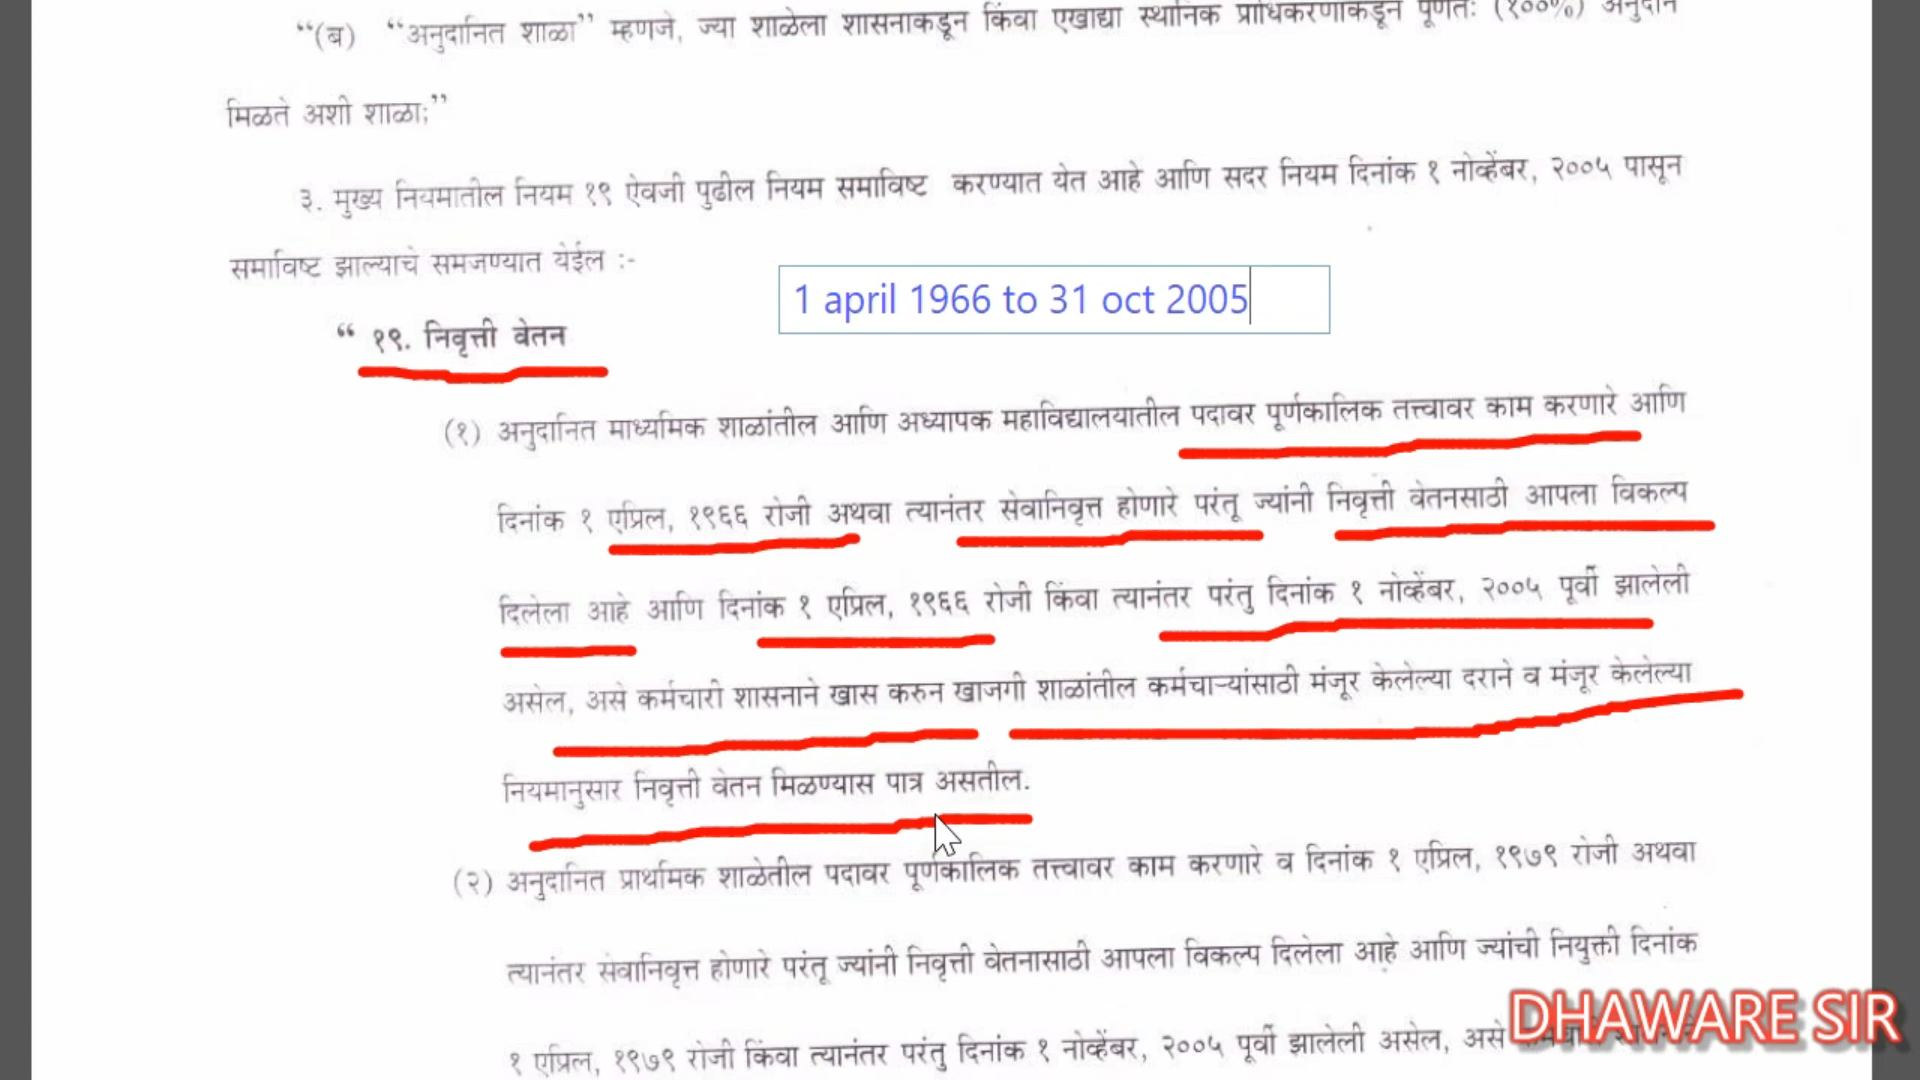 “(ब) “अनुदानित शाळा” म्हणजे, ज्या शाळेला शासनाकडून किंवा एखाद्या स्थानिक प्राधिकरणाकडून पूर्णतः (१००%) अनुदान
मिळते अशी शाळा;”
३. मुख्य नियमातील नियम १९ ऐवजी पुढील नियम समाविष्ट करण्यात येत आहे आणि सदर नियम दिनांक १ नोव्हेंबर, २००५ पासून
समाविष्ट झाल्याचे समजण्यात येईल :-
1 april 1966 to 31 oct 2005
“ १९. निवृत्ती वेतन
(१) अनुदानित माध्यमिक शाळांतील आणि अध्यापक महाविद्यालयातील पदावर पूर्णकालिक तत्त्वावर काम करणारे आणि
दिनांक १ एप्रिल, १९६६ रोजी अथवा त्यानंतर सेवानिवृत्त होणारे परंतू ज्यांनी निवृत्ती वेतनसाठी आपला विकल्प
दिलेला आहे आणि दिनांक १ एप्रिल, १९६६ रोजी किंवा त्यानंतर परंतु दिनांक १ नोव्हेंबर, २००५ पूर्वी झालेली
असेल, असे कर्मचारी शासनाने खास करुन खाजगी शाळांतील कर्मचाऱ्यांसाठी मंजूर केलेल्या दराने व मंजूर केलेल्या
नियमानुसार निवृत्ती वेतन मिळण्यास पात्र असतील.
(२) अनुदानित प्राथमिक शाळेतील पदावर पूर्णकालिक तत्त्वावर काम करणारे व दिनांक १ एप्रिल, १९७९ रोजी अथवा
त्यानंतर सेवानिवृत्त होणारे परंतू ज्यांनी निवृत्ती वेतनासाठी आपला विकल्प दिलेला आहे आणि ज्यांची नियुक्ती दिनांक
१ एप्रिल, १९७९ रोजी किंवा त्यानंतर परंतु दिनांक १ नोव्हेंबर, २००५ पूर्वी झालेली असेल, असे
DHAWARE SIR